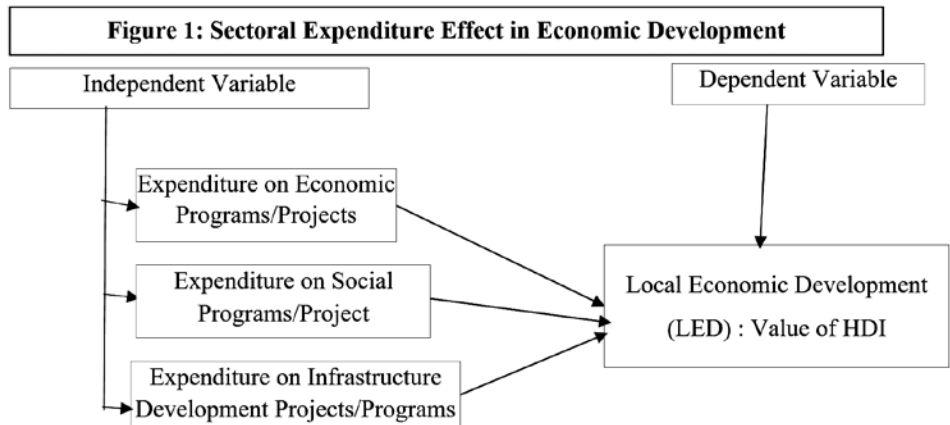 Figure 1: Sectoral Expenditure Effect in Economic Development
Independent Variable
Dependent Variable
Expenditure on Economic
Programs/Projects
Expenditure on Social
Programs/Project
Expenditure on Infrastructure
Development Projects/Programs
Local Economic Development
(LED) : Value of HDI